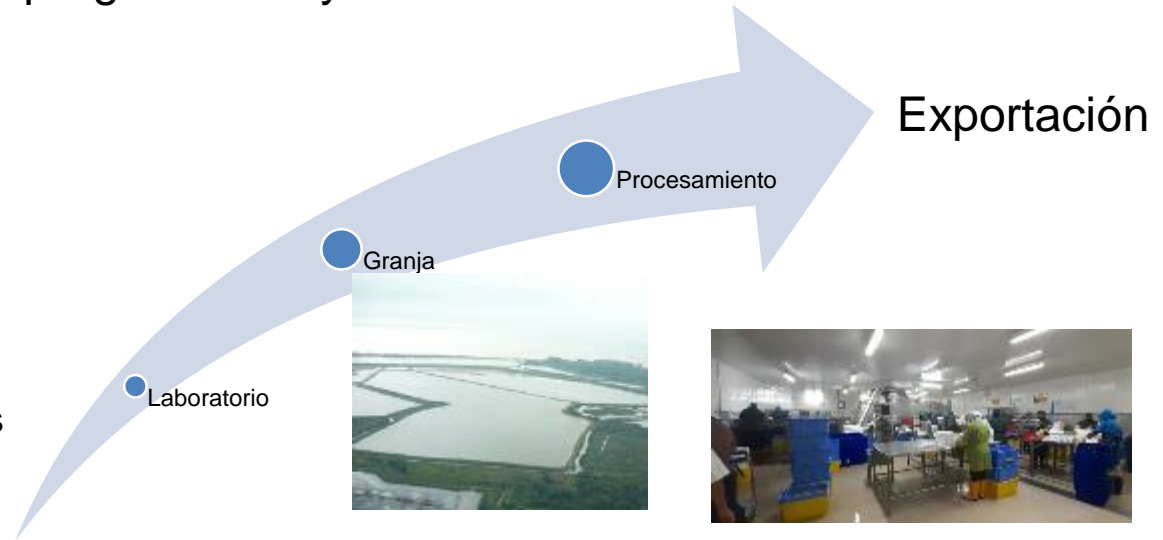 Exportación
Procesamiento
Granja
Laboratorio
s